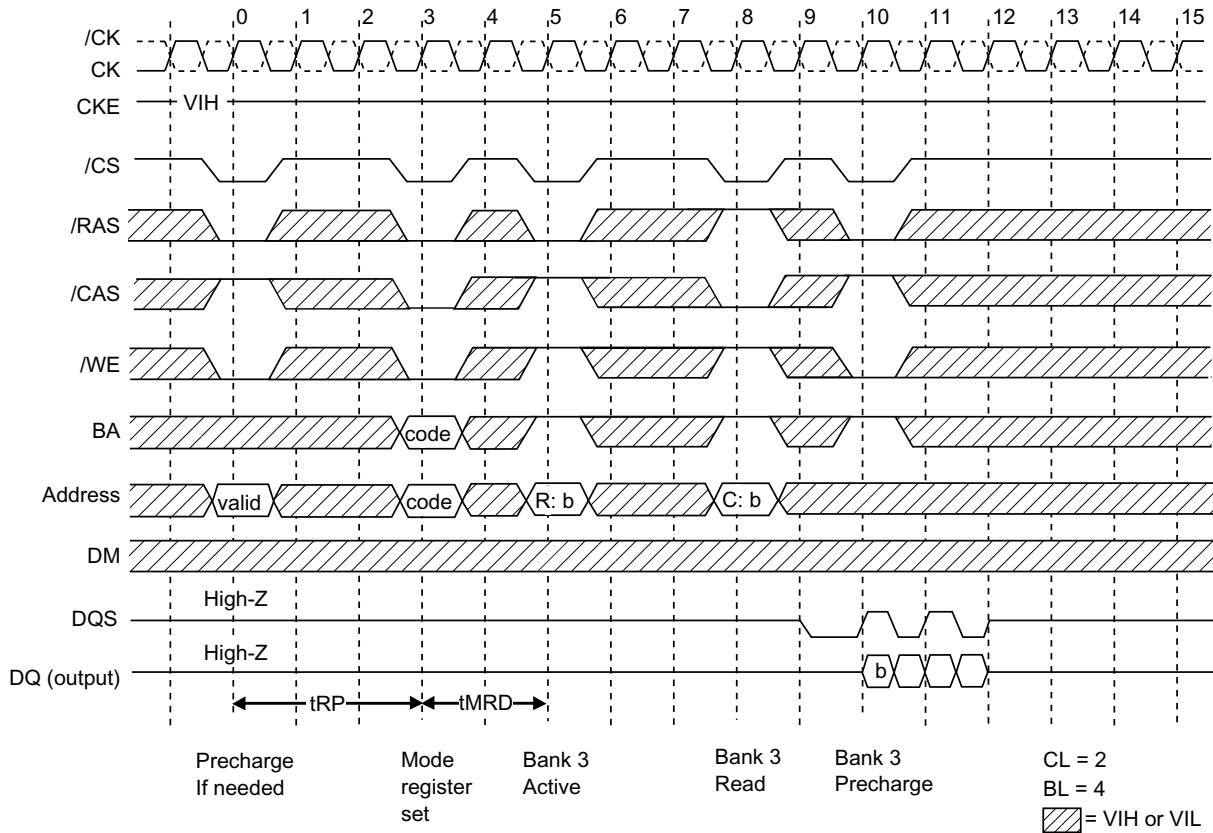 0 1 2 3 4 5 6 7 8 9 10 11 12 13 14 15
/CK
CK
CKE VIH
/CS
/RAS
/CAS
/WE
BA code
Address valid code R: b C: b
DM
High-Z
DQS
High-Z
DQ (output) b
tRP tMRD
Precharge If needed
Mode register set
Bank 3 Active
Bank 3 Read
Bank 3 Precharge
CL = 2
BL = 4
= VIH or VIL